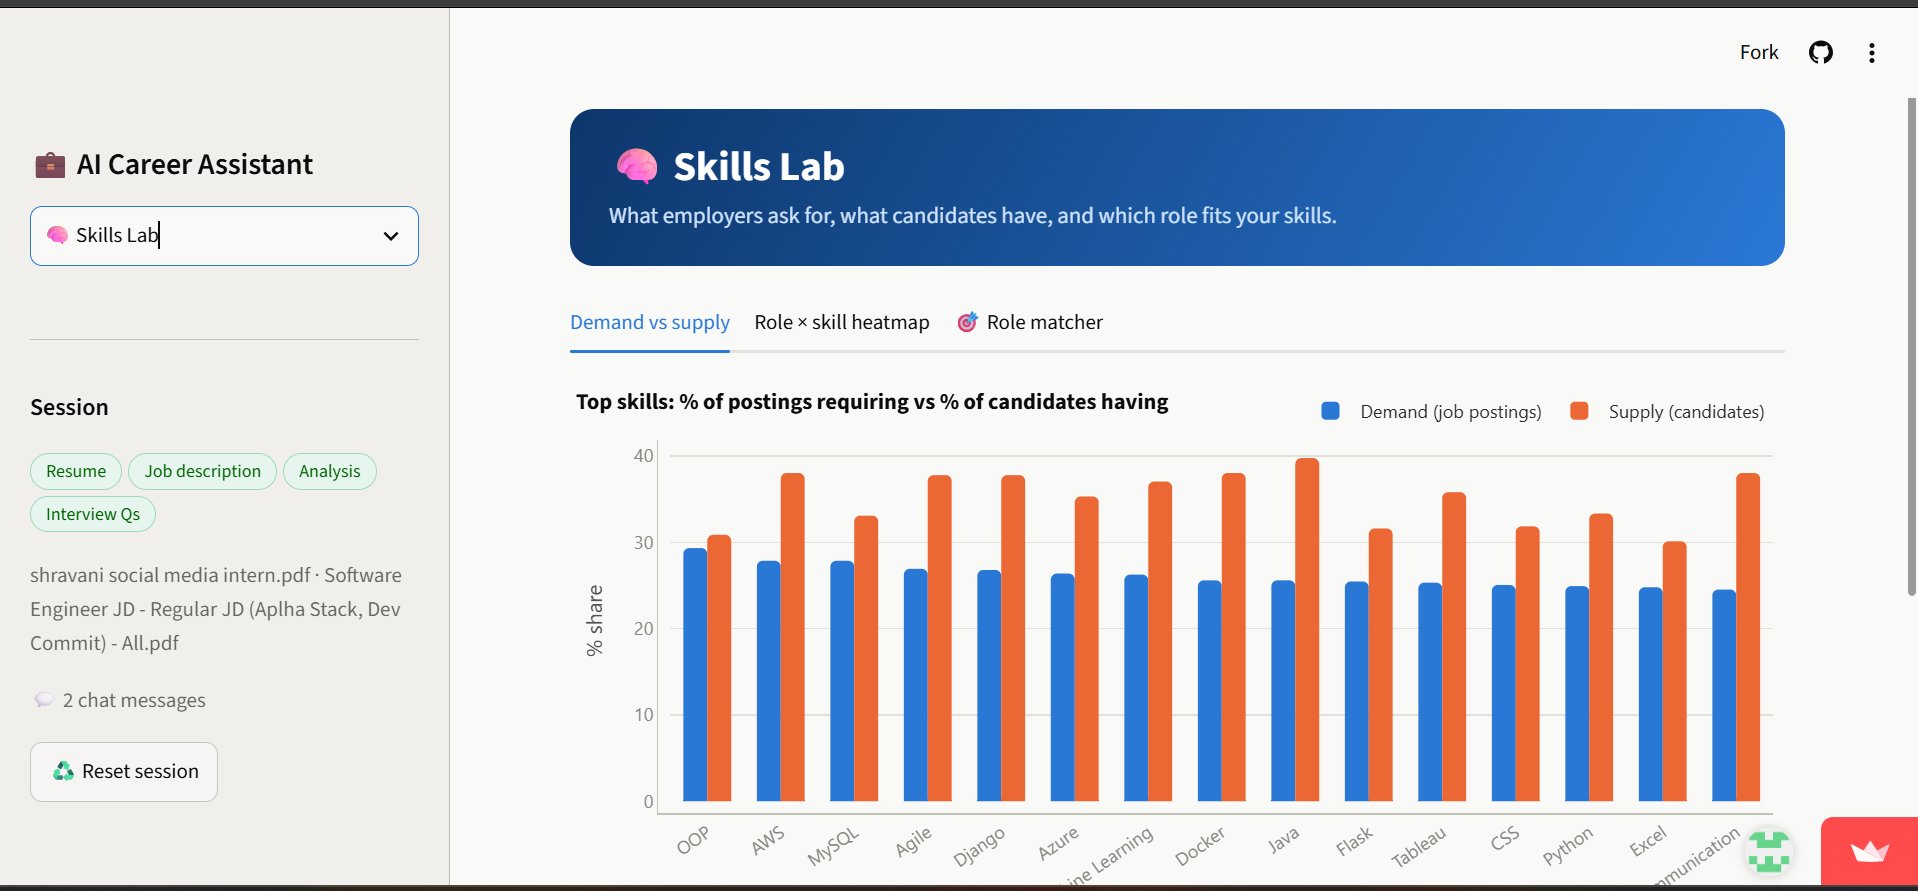 Fork
AI Career Assistant
Skills Lab
Session
Resume
Job description
Analysis
Interview Qs
shravani social media intern.pdf · Software
Engineer JD - Regular JD (Aplha Stack, Dev
Commit) - All.pdf
2 chat messages
Reset session
Skills Lab
What employers ask for, what candidates have, and which role fits your skills.
Demand vs supply
Role × skill heatmap
Role matcher
Top skills: % of postings requiring vs % of candidates having
Demand (job postings)
Supply (candidates)
% share
40
30
20
10
0
OOP
AWS
MySQL
Agile
Django
Azure
ine Learning
Docker
Java
Flask
Tableau
CSS
Python
Excel
mmunication